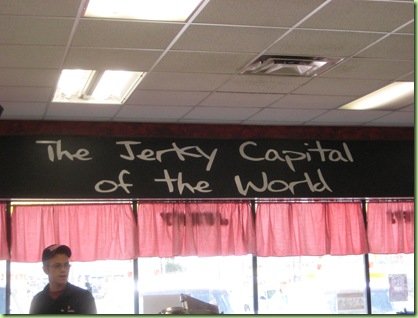 The Jerky Capital
of the World